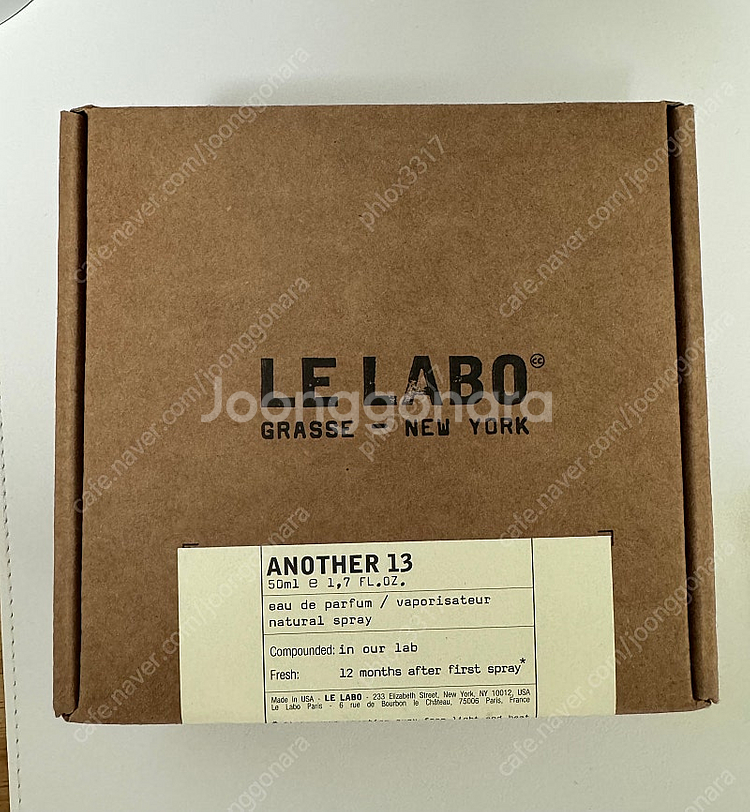 LE LABO
GRASSE - NEW YORK
Joonggonara
phlox3317
cafe.naver.com/joonggonara
ANOTHER 13
50ml e 1,7 FL.OZ.
eau de parfum / vaporisateur
natural spray
Compounded: in our lab
Fresh: 12 months after first spray*
Made in USA - LE LABO - 233 Elizabeth Street, New York, NY 10012, USA
Le Labo Paris - 6 rue de Bourbon le Château, 75006 Paris, France